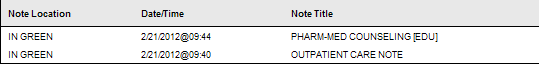 Note Location Date/Time Note Title
IN GREEN 2/21/2012@09:44 PHARM-MED COUNSELING [EDU]
IN GREEN 2/21/2012@09:40 OUTPATIENT CARE NOTE